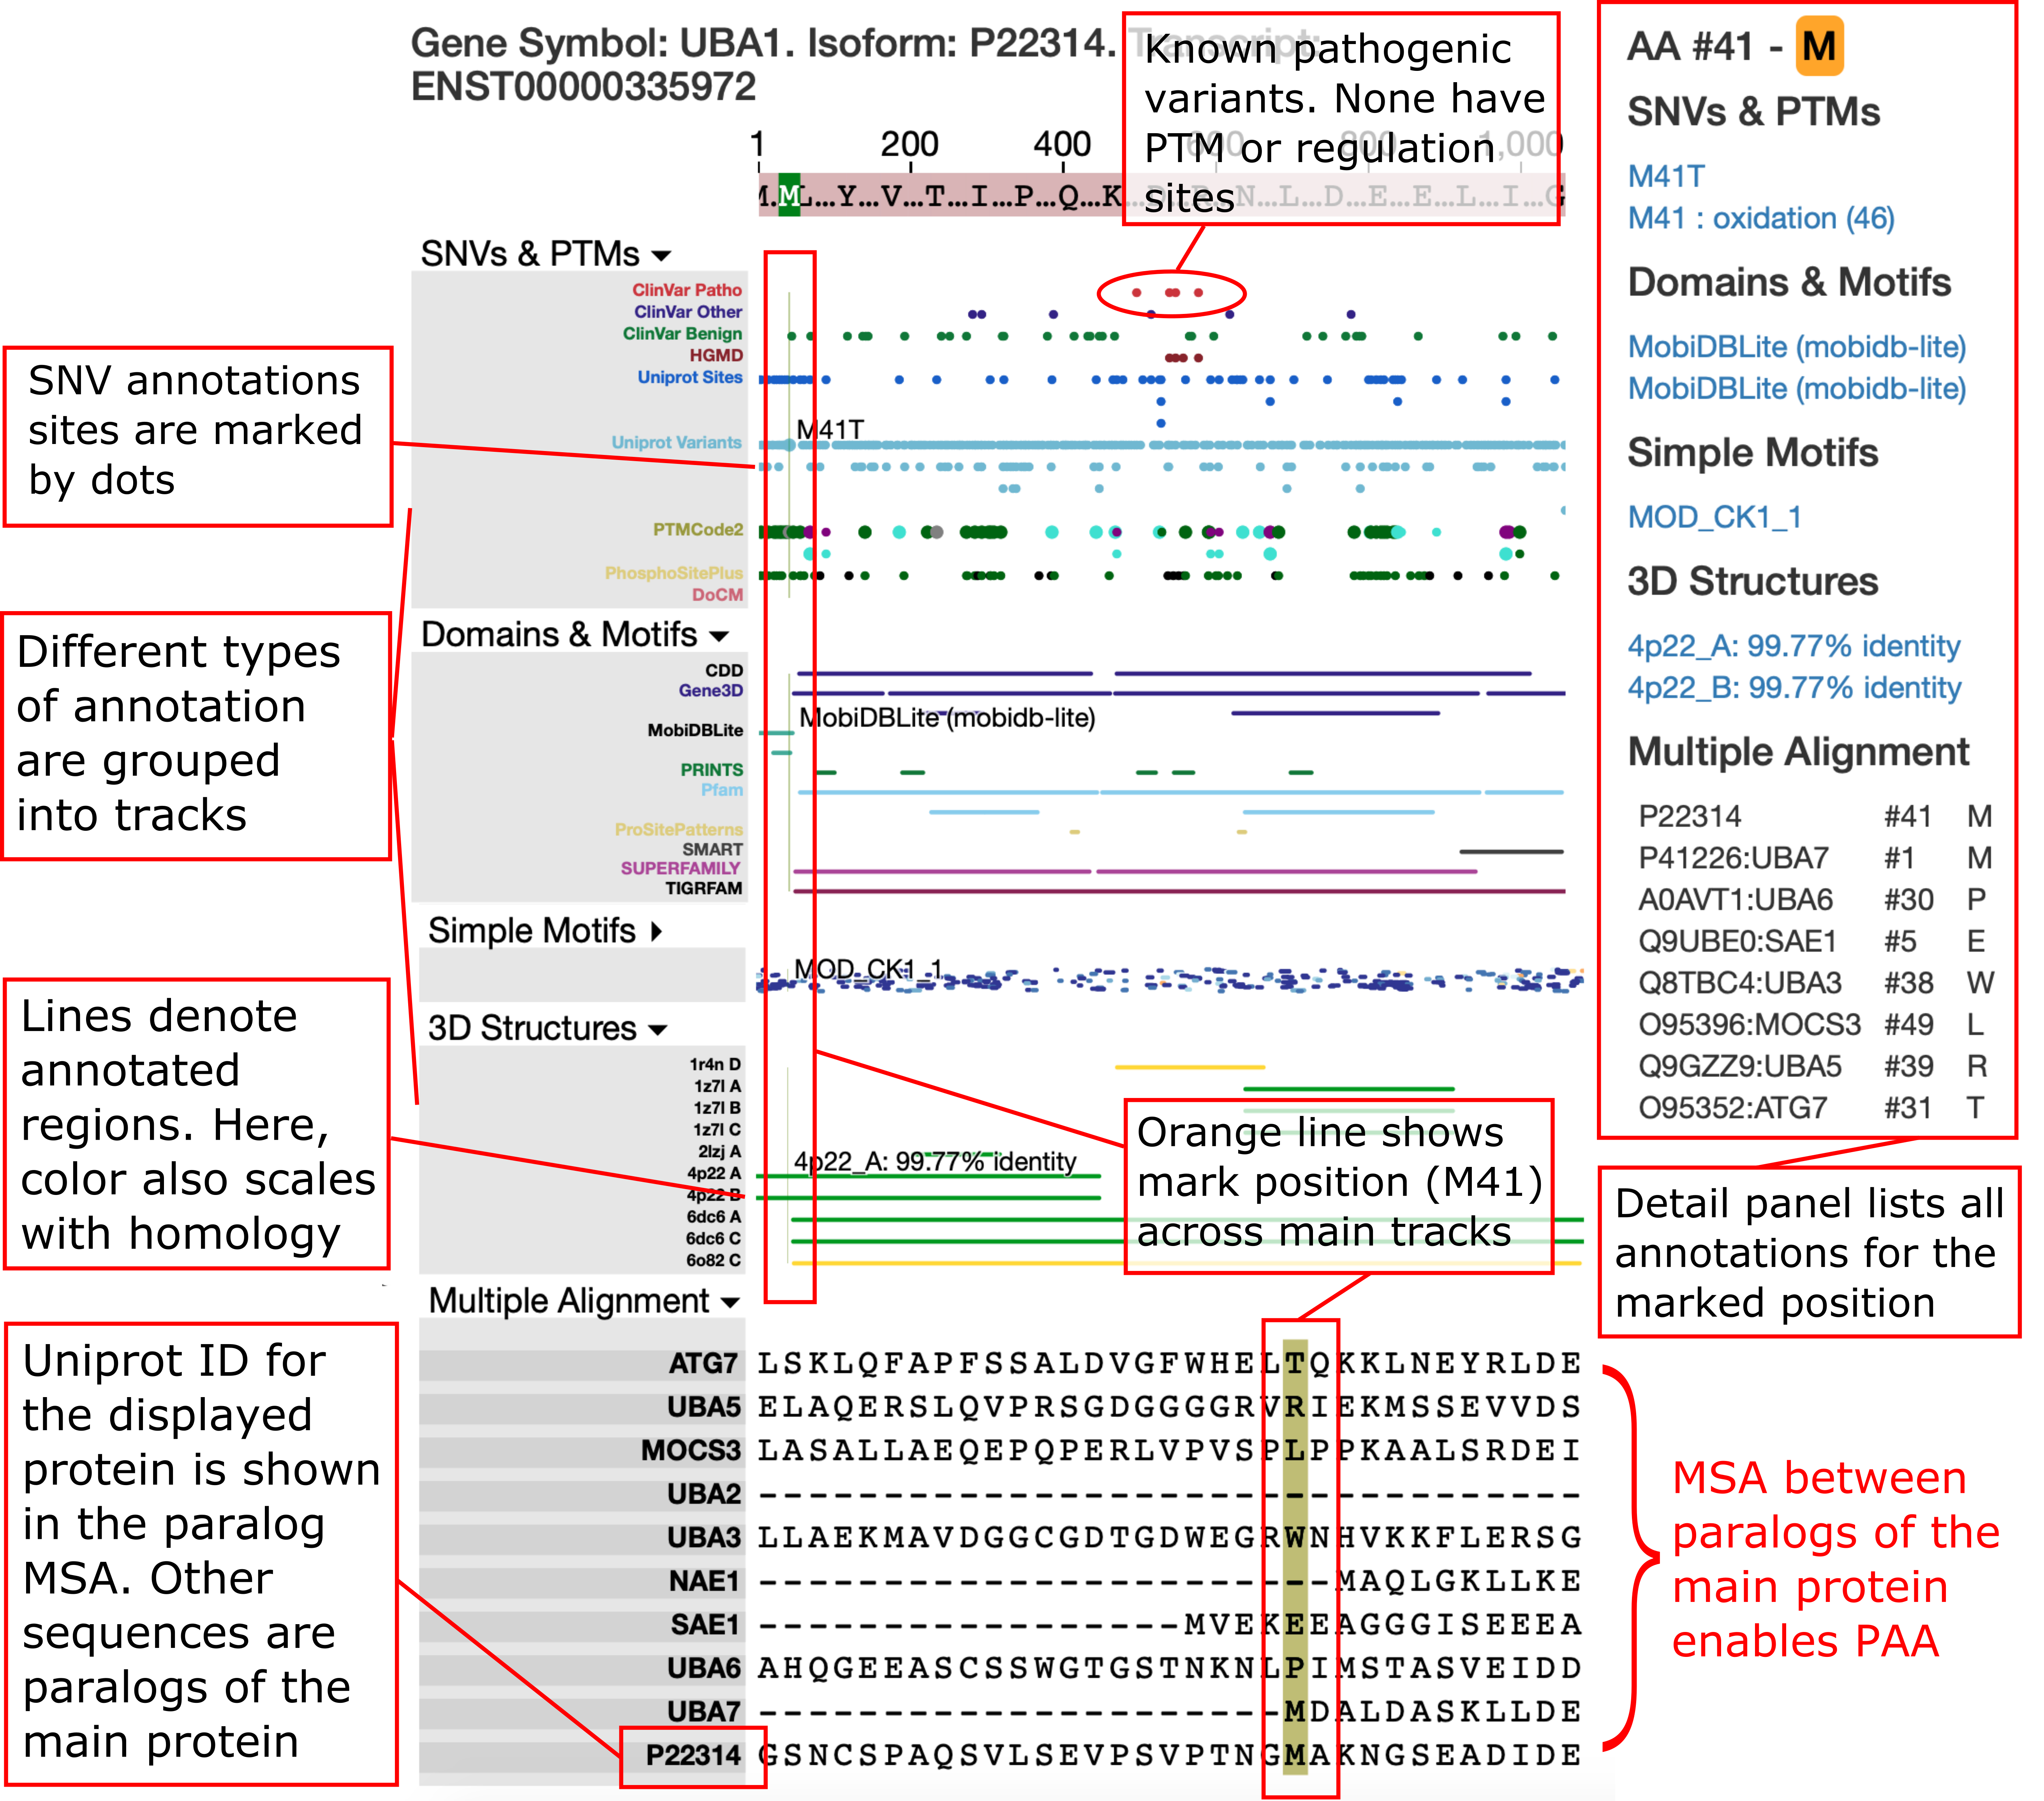 Gene Symbol: UBA1. Isoform: P22314. Transcript:
ENST00000335972
1 200 400 600 800 1,000
M L...Y...V...T...I...P...Q...K...D...R...N...L...D...E...E...L...I...G
Known pathogenic
variants. None have
PTM or regulation
sites
SNVs & PTMs
ClinVar Patho
ClinVar Other
ClinVar Benign
HGMD
Uniprot Sites
M41T
Uniprot Variants
PTMCode2
PhosphoSitePlus
DoCM
Domains & Motifs
CDD
Gene3D
MobiDBLite (mobidb-lite)
MobiDBLite
PRINTS
Pfam
ProSitePatterns
SMART
SUPERFAMILY
TIGRFAM
Simple Motifs
MOD_CK1_1
3D Structures
1r4n D
1z7l A
1z7l B
1z7l C
2lzj A
4p22_A: 99.77% identity
4p22 A
4p22 B
6dc6 A
6dc6 C
6o82 C
Multiple Alignment
ATG7 LSKLQFAPFSSALDVGFWHELTQKKLNEYRLDE
UBA5 ELAQERSLQVPRSGDGGGGRVRIEKMSSEVVDS
MOCS3 LASALLAEQEPQPERLVPVSPLPPKAALSRDEI
UBA2 ---------------------------------
UBA3 LLAEKMAVDGGCGDTGDWEGRWNHVKKFLERSG
NAE1 -----------------------MAQLGKLLKE
SAE1 -----------------MVEKEEAGGGISEEEA
UBA6 AHQGEEASCSSWGTGSTNKNLPIMSTASVEIDD
UBA7 ---------------------MDALDASKLLDE
P22314 GSNCSPAQSVLSEVPSVPTNGMAKNGSEADIDE
SNV annotations
sites are marked
by dots
Different types
of annotation
are grouped
into tracks
Lines denote
annotated
regions. Here,
color also scales
with homology
Uniprot ID for
the displayed
protein is shown
in the paralog
MSA. Other
sequences are
paralogs of the
main protein
Orange line shows
mark position (M41)
across main tracks
AA #41 - M
SNVs & PTMs
M41T
M41 : oxidation (46)
Domains & Motifs
MobiDBLite (mobidb-lite)
MobiDBLite (mobidb-lite)
Simple Motifs
MOD_CK1_1
3D Structures
4p22_A: 99.77% identity
4p22_B: 99.77% identity
Multiple Alignment
P22314 #41 M
P41226:UBA7 #1 M
A0AVT1:UBA6 #30 P
Q9UBE0:SAE1 #5 E
Q8TBC4:UBA3 #38 W
O95396:MOCS3 #49 L
Q9GZZ9:UBA5 #39 R
O95352:ATG7 #31 T
Detail panel lists all
annotations for the
marked position
MSA between
paralogs of the
main protein
enables PAA